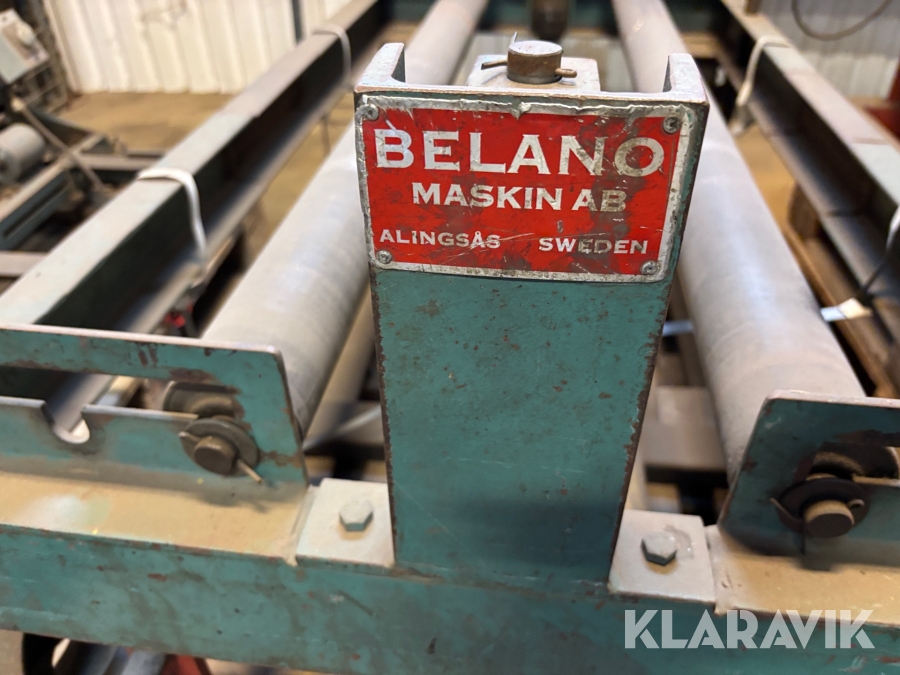 BELANO
MASKIN AB
ALINGSÅS SWEDEN
KLARAVIK